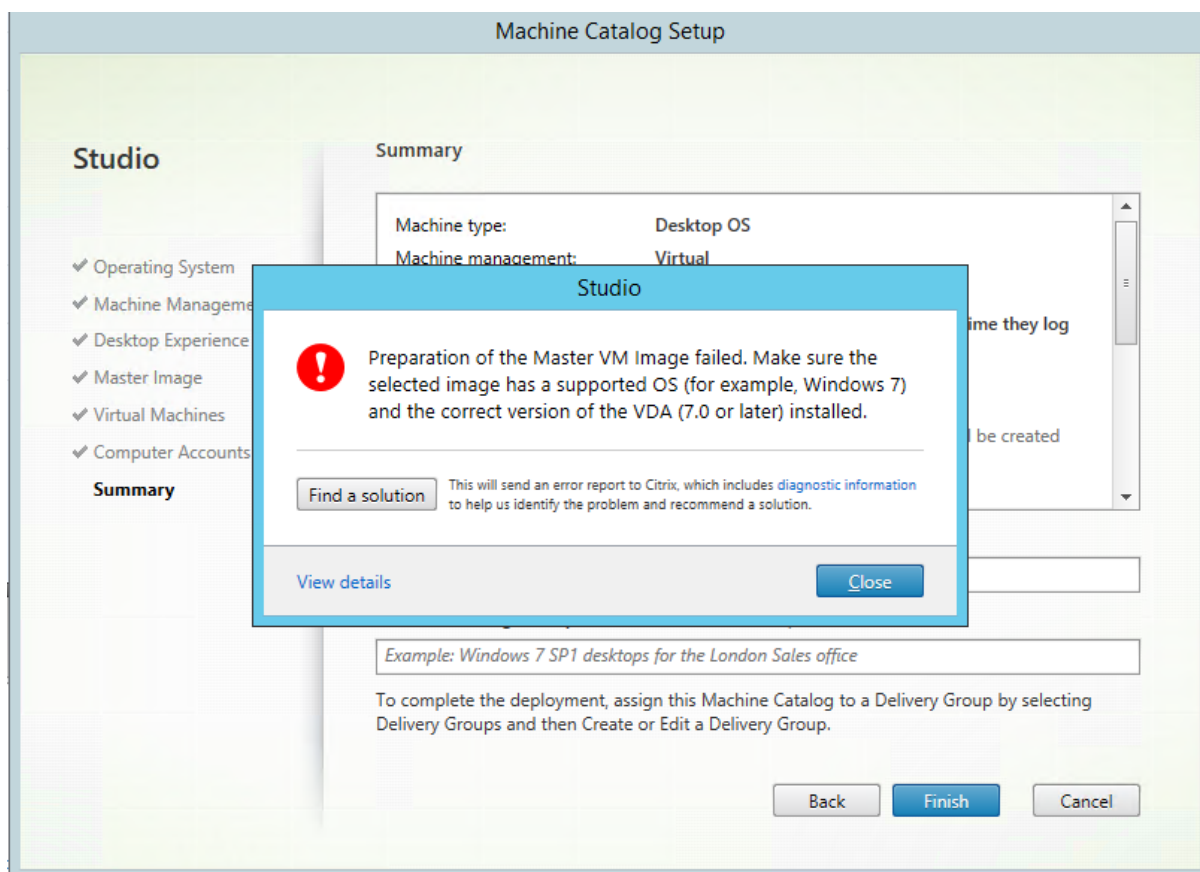 Machine Catalog Setup
Studio
✔ Operating System
✔ Machine Manageme
✔ Desktop Experience
✔ Master Image
✔ Virtual Machines
✔ Computer Accounts
Summary
Summary
Machine type: Desktop OS
Machine management: Virtual
ime they log
be created
Studio
Preparation of the Master VM Image failed. Make sure the
selected image has a supported OS (for example, Windows 7)
and the correct version of the VDA (7.0 or later) installed.
Find a solution
This will send an error report to Citrix, which includes diagnostic information
to help us identify the problem and recommend a solution.
View details
Close
Example: Windows 7 SP1 desktops for the London Sales office
To complete the deployment, assign this Machine Catalog to a Delivery Group by selecting
Delivery Groups and then Create or Edit a Delivery Group.
Back
Finish
Cancel